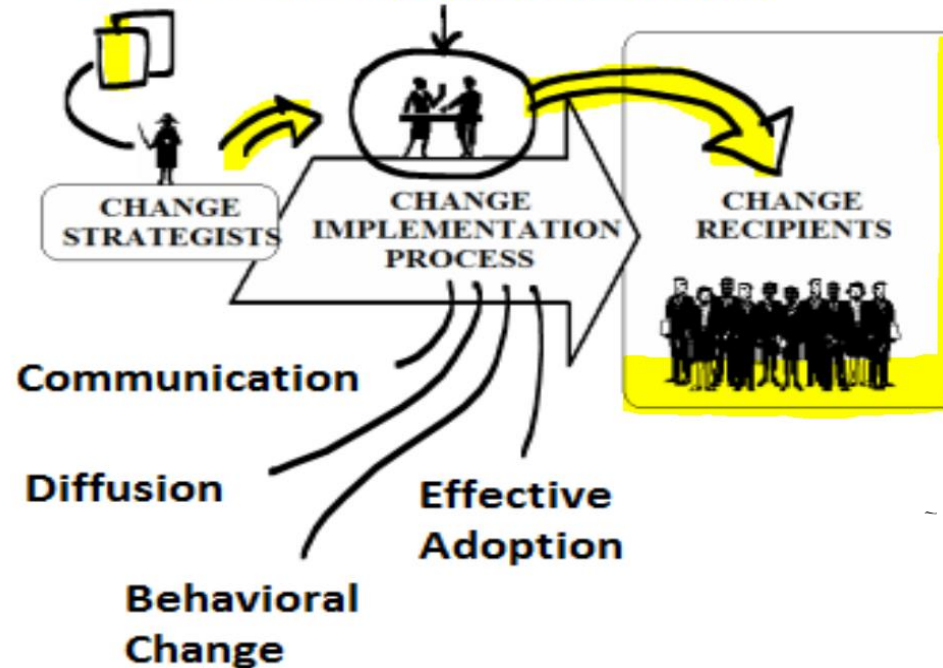 CHANGE
STRATEGISTS
CHANGE
IMPLEMENTATION
PROCESS
CHANGE
RECIPIENTS
Communication
Diffusion
Effective
Adoption
Behavioral
Change